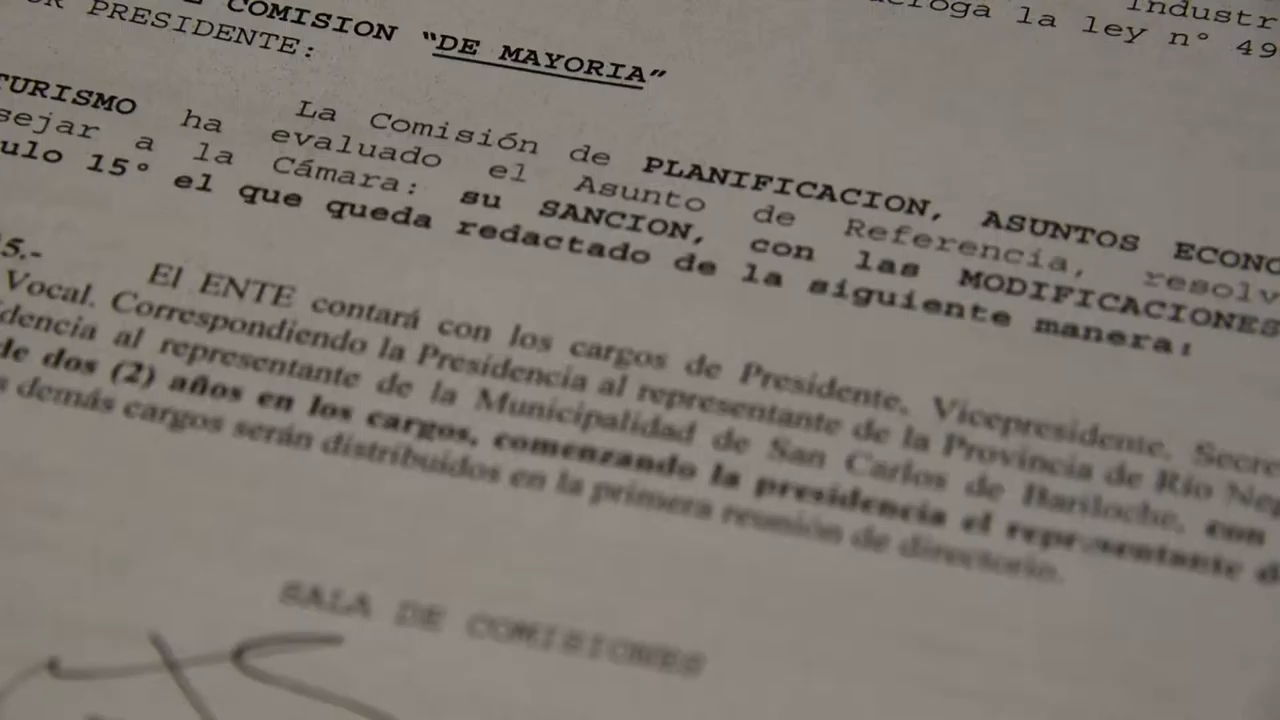 Industr
deroga la ley n° 49
COMISION “DE MAYORIA”
OR PRESIDENTE:
La Comisión de PLANIFICACION, ASUNTOS ECONO
TURISMO ha evaluado el Asunto de Referencia, resolv
sejar a la Cámara: su SANCION, con las MODIFICACIONES
ulo 15° el que queda redactado de la siguiente manera:
5.- El ENTE contará con los cargos de Presidente, Vicepresidente, Secre
Vocal. Correspondiendo la Presidencia al representante de la Provincia de Río Neg
idencia al representante de la Municipalidad de San Carlos de Bariloche, con
de dos (2) años en los cargos, comenzando la presidencia el representante d
s demás cargos serán distribuidos en la primera reunión de directorio.
SALA DE COMISIONES